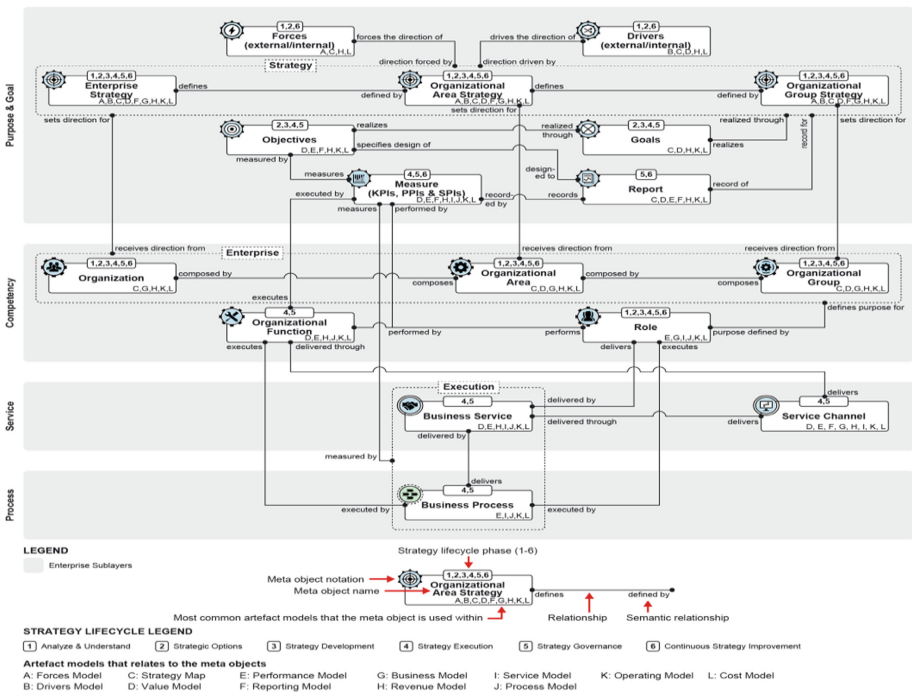 1,2,6
Forces
(external/internal)
A,C,H,L
forces the direction of
drives the direction of
1,2,6
Drivers
(external/internal)
B,C,D,H,L
Strategy
direction forced by
direction driven by
Purpose & Goal
1,2,3,4,5,6
Enterprise
Strategy
A,B,C,D,F,G,H,K,L
defines
defined by
1,2,3,4,5,6
Organizational
Area Strategy
A,B,C,D,F,G,H,K,L
defines
defined by
1,2,3,4,5,6
Organizational
Group Strategy
A,B,C,D,F,G,H,K,L
sets direction for
sets direction for
sets direction for
2,3,4,5
Objectives
D,E,F,H,K,L
realizes
specifies design of
realized
through
2,3,4,5
Goals
C,D,H,K,L
realizes
realized through
record for
measured by
measures
executed by
4,5,6
Measure
(KPIs, PPIs & SPIs)
D,E,F,H,I,J,K,L
measures
performed by
record-
ed by
records
design-
ed to
5,6
Report
C,D,E,F,H,K,L
record of
receives direction from
Enterprise
receives direction from
receives direction from
Competency
1,2,3,4,5,6
Organization
C,G,H,K,L
composed by
composes
1,2,3,4,5,6
Organizational
Area
C,D,G,H,K,L
composed by
composes
1,2,3,4,5,6
Organizational
Group
C,D,G,H,K,L
executes
defines purpose for
4,5
Organizational
Function
D,E,H,J,K,L
performed by
performs
1,2,3,4,5,6
Role
E,G,I,J,K,L
purpose defined by
executes
delivered through
delivers
executes
Service
Execution
4,5
Business Service
D,E,H,I,J,K,L
delivered by
delivered through
delivered by
delivers
delivers
4,5
Service Channel
D, E, F, G, H, I, K, L
measured by
Process
delivers
4,5
Business Process
E,I,J,K,L
executed by
executed by
LEGEND
Enterprise Sublayers
Strategy lifecycle phase (1-6)
Meta object notation
Meta object name
1,2,3,4,5,6
Organizational
Area Strategy
A,B,C,D,F,G,H,K,L
defines
defined by
Most common artefact models that the meta object is used within
Relationship
Semantic relationship
STRATEGY LIFECYCLE LEGEND
1 Analyze & Understand 2 Strategic Options 3 Strategy Development 4 Strategy Execution 5 Strategy Governance 6 Continuous Strategy Improvement
Artefact models that relates to the meta objects
A: Forces Model C: Strategy Map E: Performance Model G: Business Model I: Service Model K: Operating Model L: Cost Model
B: Drivers Model D: Value Model F: Reporting Model H: Revenue Model J: Process Model